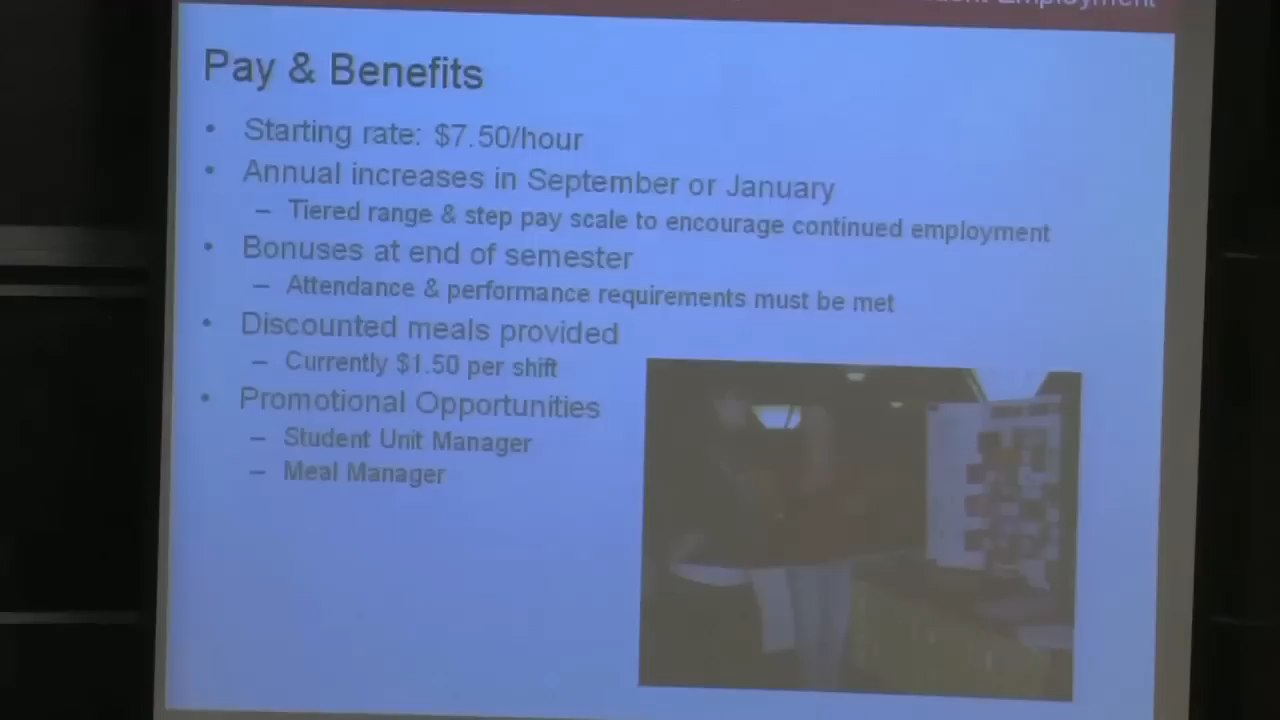 Employment
Pay & Benefits
• Starting rate: $7.50/hour
• Annual increases in September or January
– Tiered range & step pay scale to encourage continued employment
• Bonuses at end of semester
– Attendance & performance requirements must be met
• Discounted meals provided
– Currently $1.50 per shift
• Promotional Opportunities
– Student Unit Manager
– Meal Manager